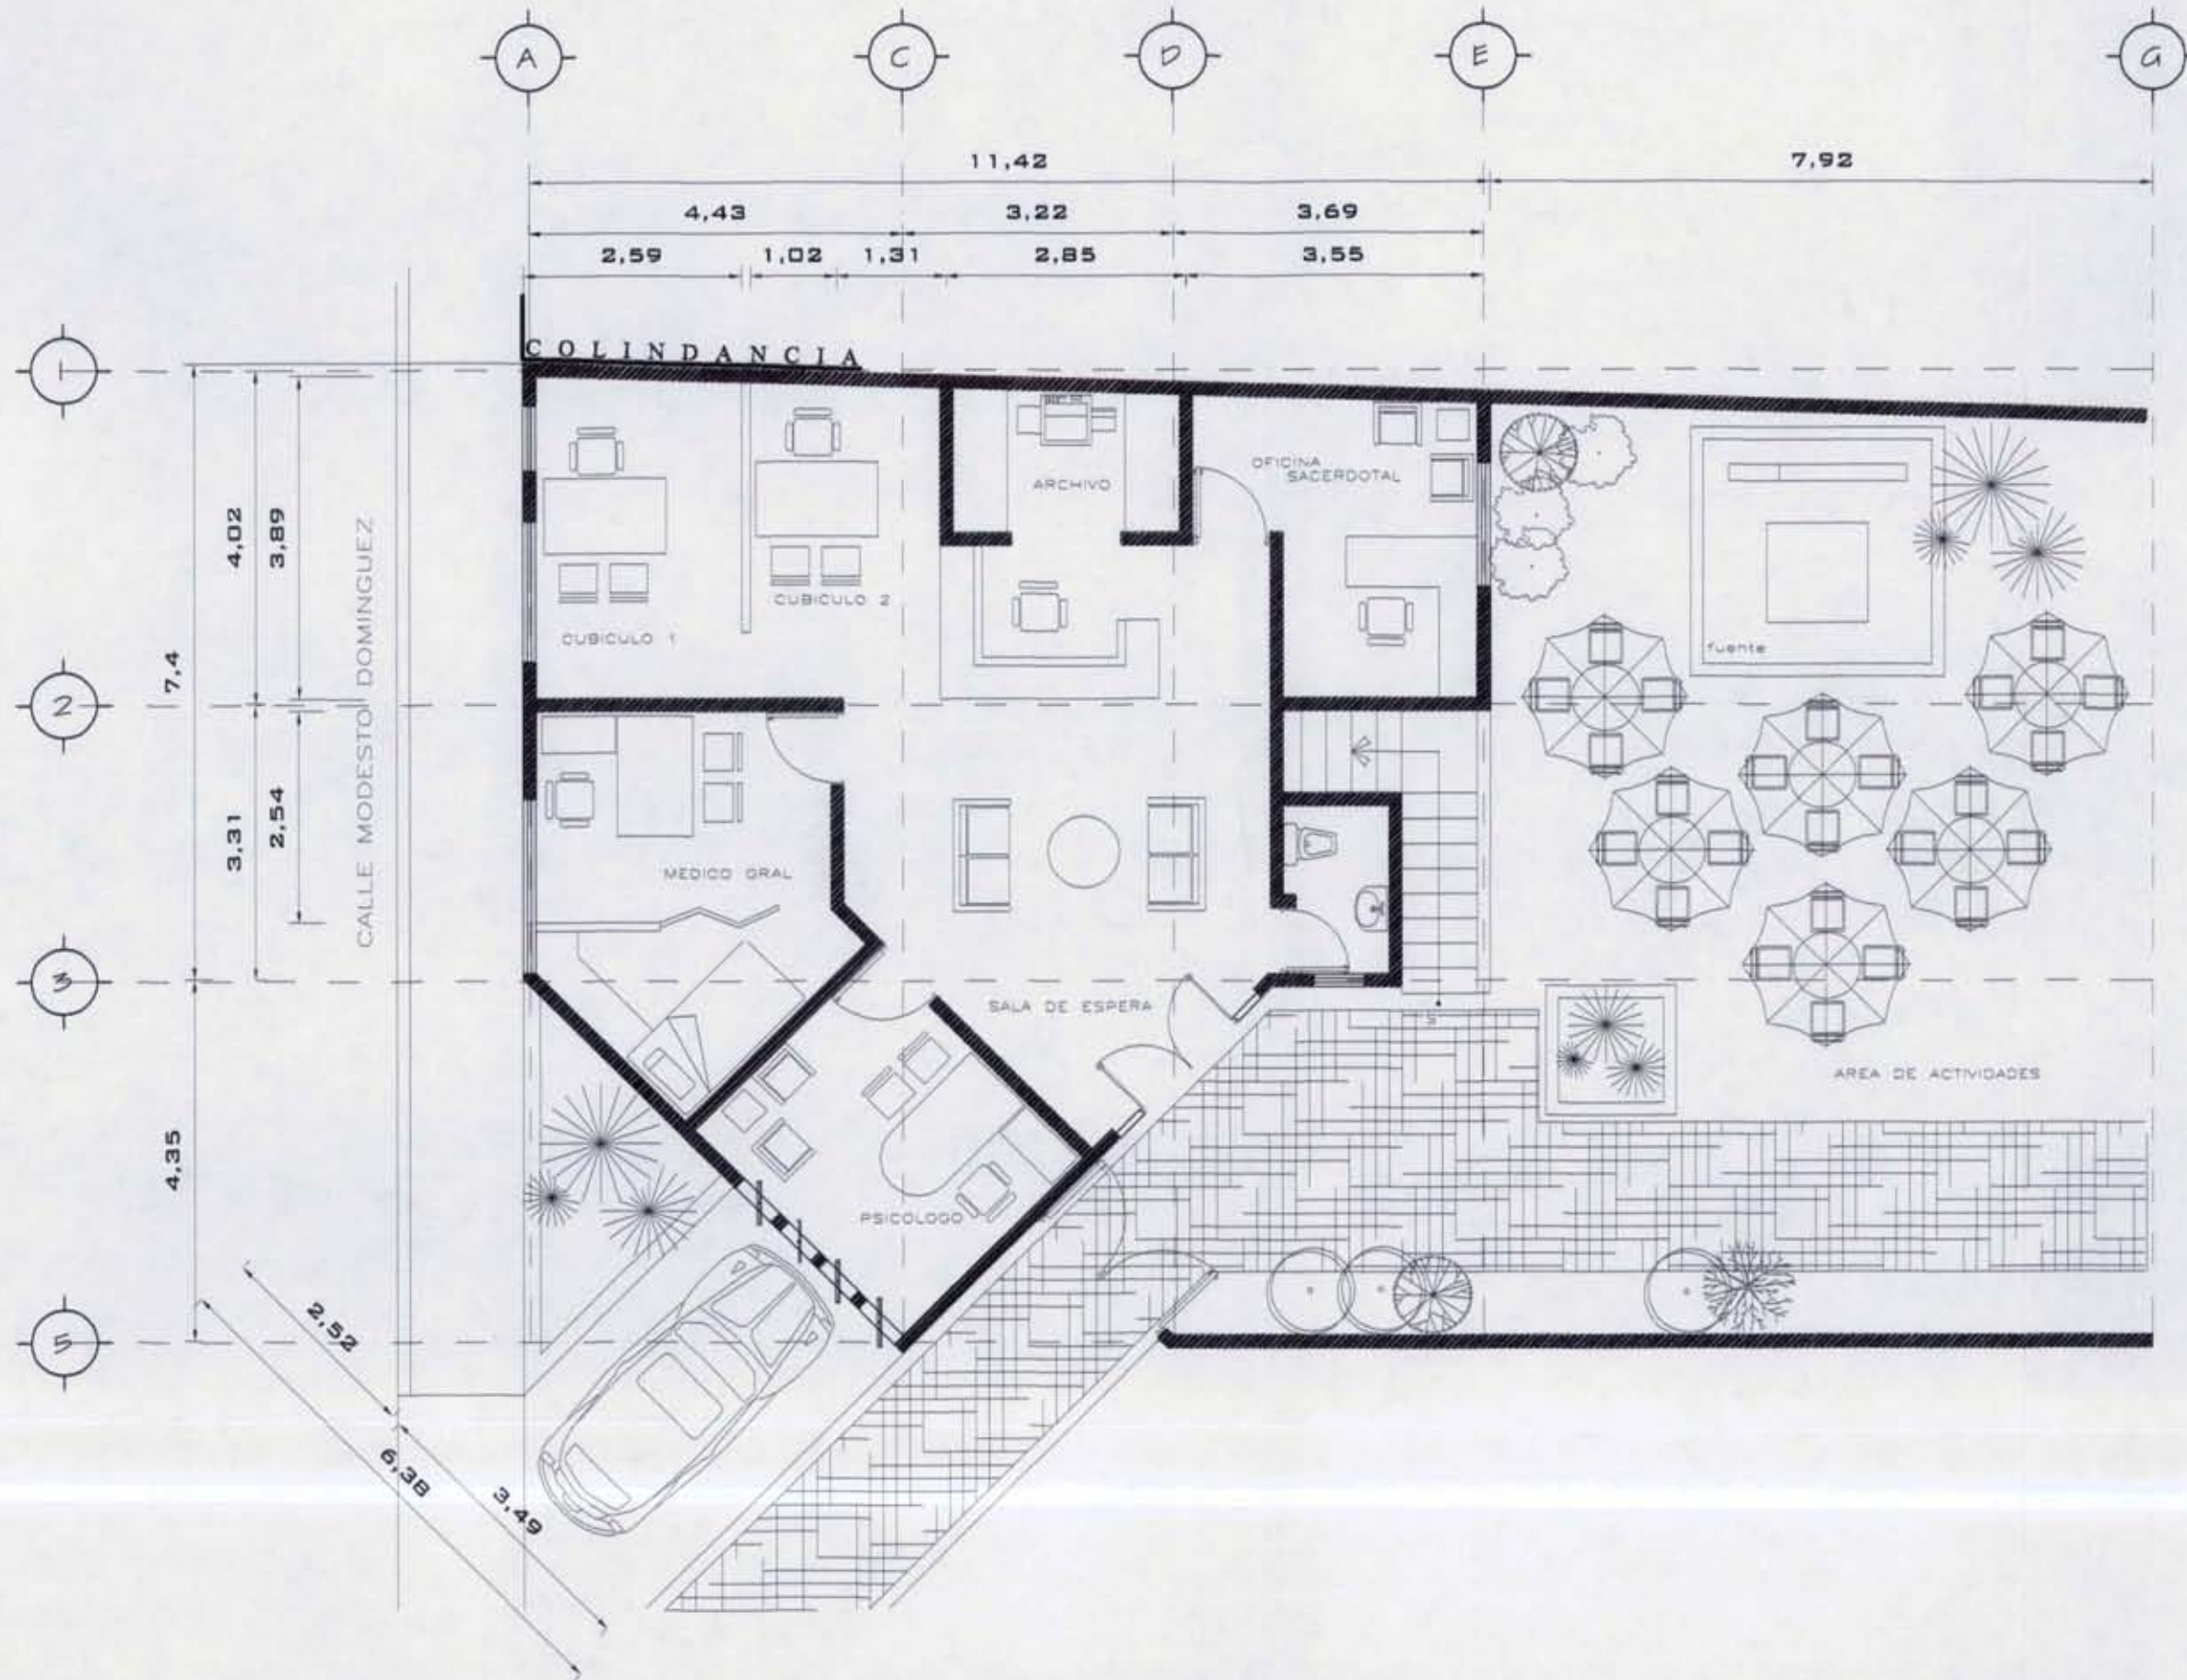 A
C
D
E
G
11,42
7,92
4,43
3,22
3,69
2,59
1,02
1,31
2,85
3,55
COLINDANCIA
1
2
3
5
7,4
4,02
3,89
3,31
2,54
4,35
CALLE MODESTO DOMINGUEZ
2,52
6,38
3,49
CUBICULO 1
CUBICULO 2
ARCHIVO
OFICINA
SACERDOTAL
fuente
MEDICO GRAL
SALA DE ESPERA
PSICOLOGO
AREA DE ACTIVIDADES